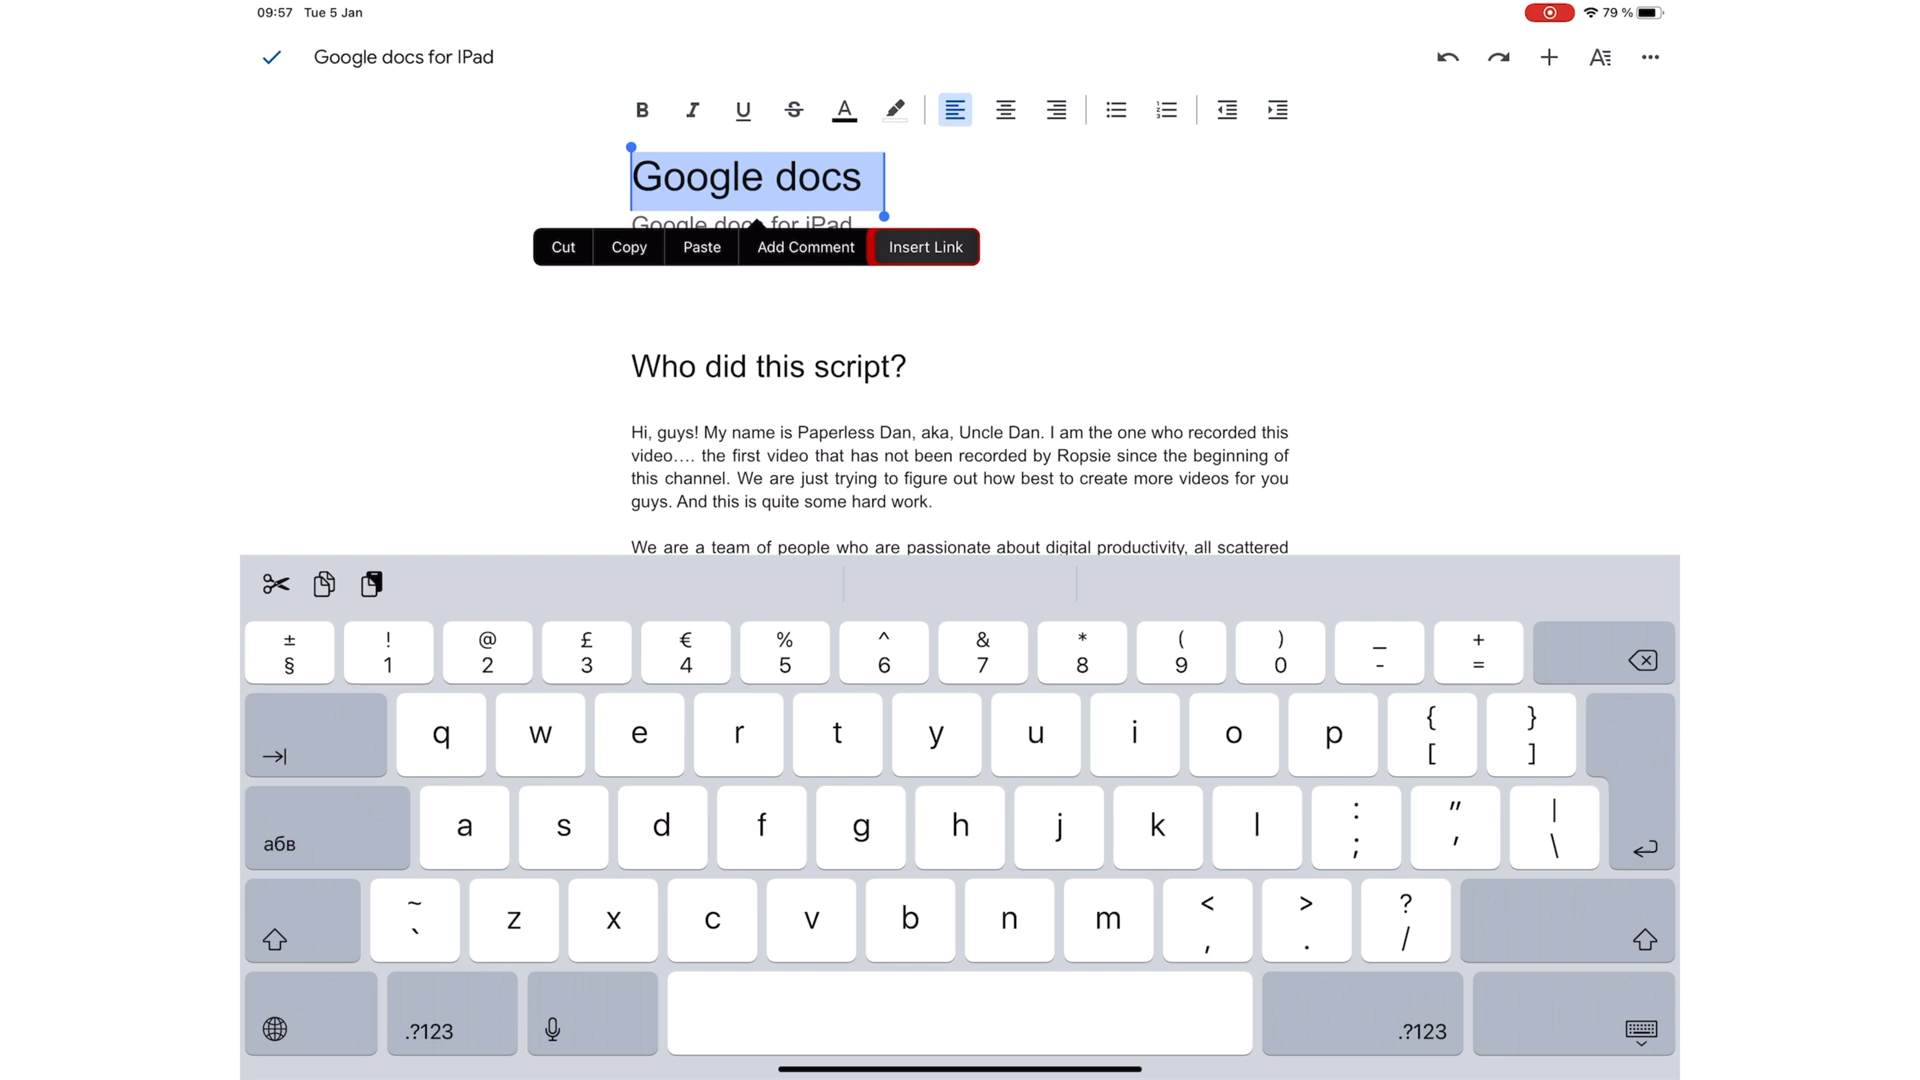 09:57 Tue 5 Jan 79 %
Google docs for IPad
B I U S A
Google docs
Google docs for iPad
Cut Copy Paste Add Comment Insert Link
Who did this script?
Hi, guys! My name is Paperless Dan, aka, Uncle Dan. I am the one who recorded this
video…. the first video that has not been recorded by Ropsie since the beginning of
this channel. We are just trying to figure out how best to create more videos for you
guys. And this is quite some hard work.
We are a team of people who are passionate about digital productivity, all scattered
± ! @ £ € % ^ & * ( ) _ +
§ 1 2 3 4 5 6 7 8 9 0 - =
q w e r t y u i o p { }
[ ]
абв a s d f g h j k l : " |
; ' \
~ z x c v b n m < > ?
` , . /
.?123 .?123